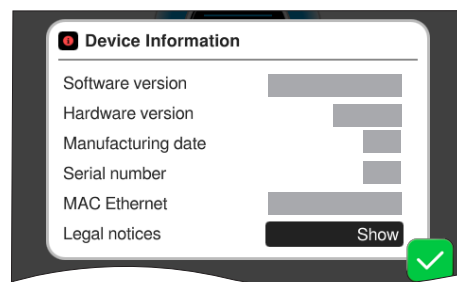 Device Information
Software version
Hardware version
Manufacturing date
Serial number
MAC Ethernet
Legal notices Show